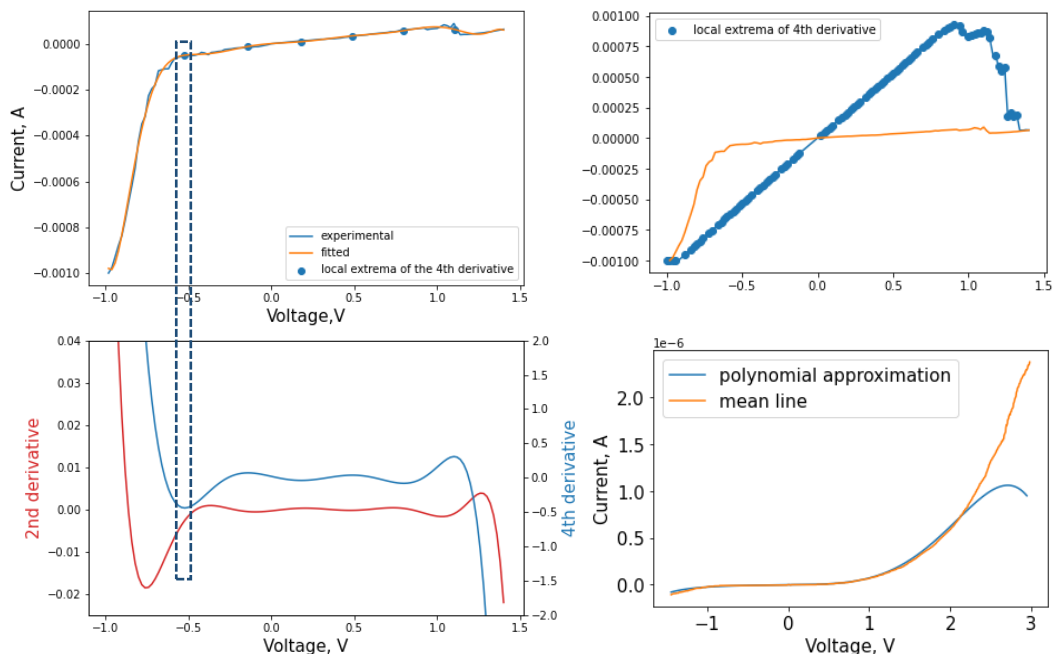 0.0000
−0.0002
−0.0004
−0.0006
−0.0008
−0.0010
Current, A
experimental
fitted
local extrema of the 4th derivative
−1.0 −0.5 0.0 0.5 1.0 1.5
Voltage,V
0.00100
0.00075
0.00050
0.00025
0.00000
−0.00025
−0.00050
−0.00075
−0.00100
local extrema of 4th derivative
−1.0 −0.5 0.0 0.5 1.0 1.5
0.04
0.03
0.02
0.01
0.00
−0.01
−0.02
2nd derivative
2.0
1.5
1.0
0.5
0.0
−0.5
−1.0
−1.5
−2.0
4th derivative
−1.0 −0.5 0.0 0.5 1.0 1.5
Voltage, V
1e−6
2.0
1.5
1.0
0.5
0.0
Current, A
polynomial approximation
mean line
−1 0 1 2 3
Voltage, V